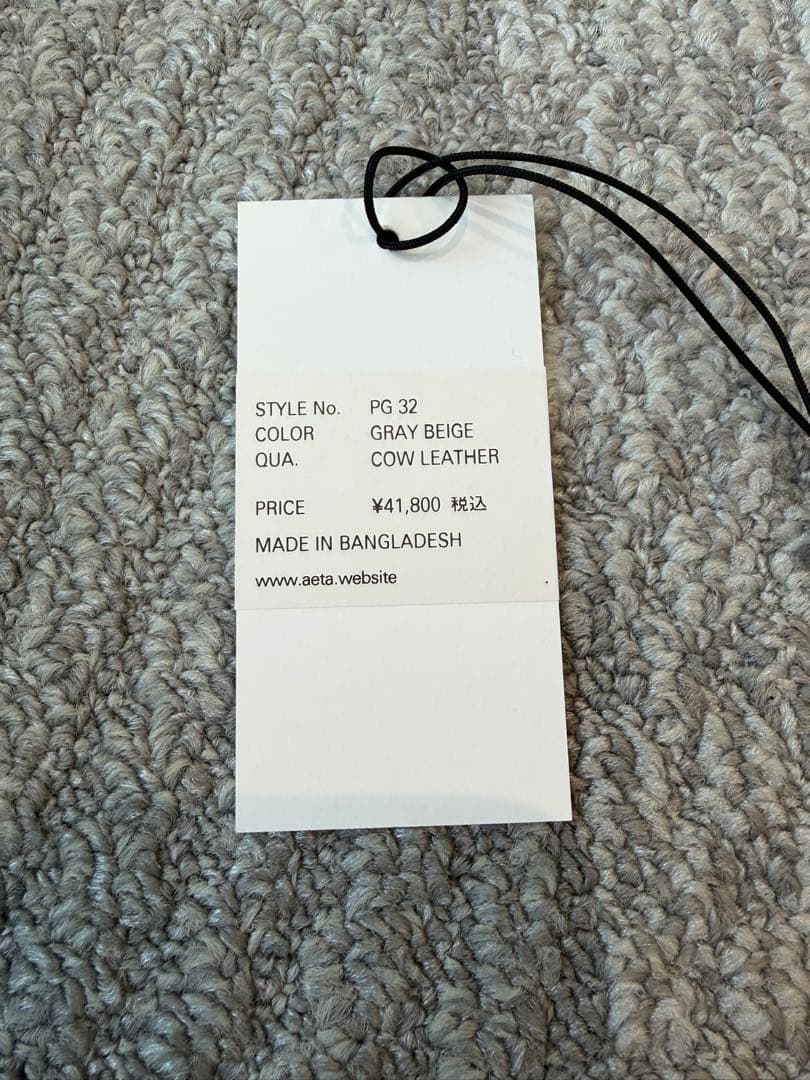 STYLE No. PG 32
COLOR GRAY BEIGE
QUA. COW LEATHER
PRICE ¥41,800 税込
MADE IN BANGLADESH
www.aeta.website